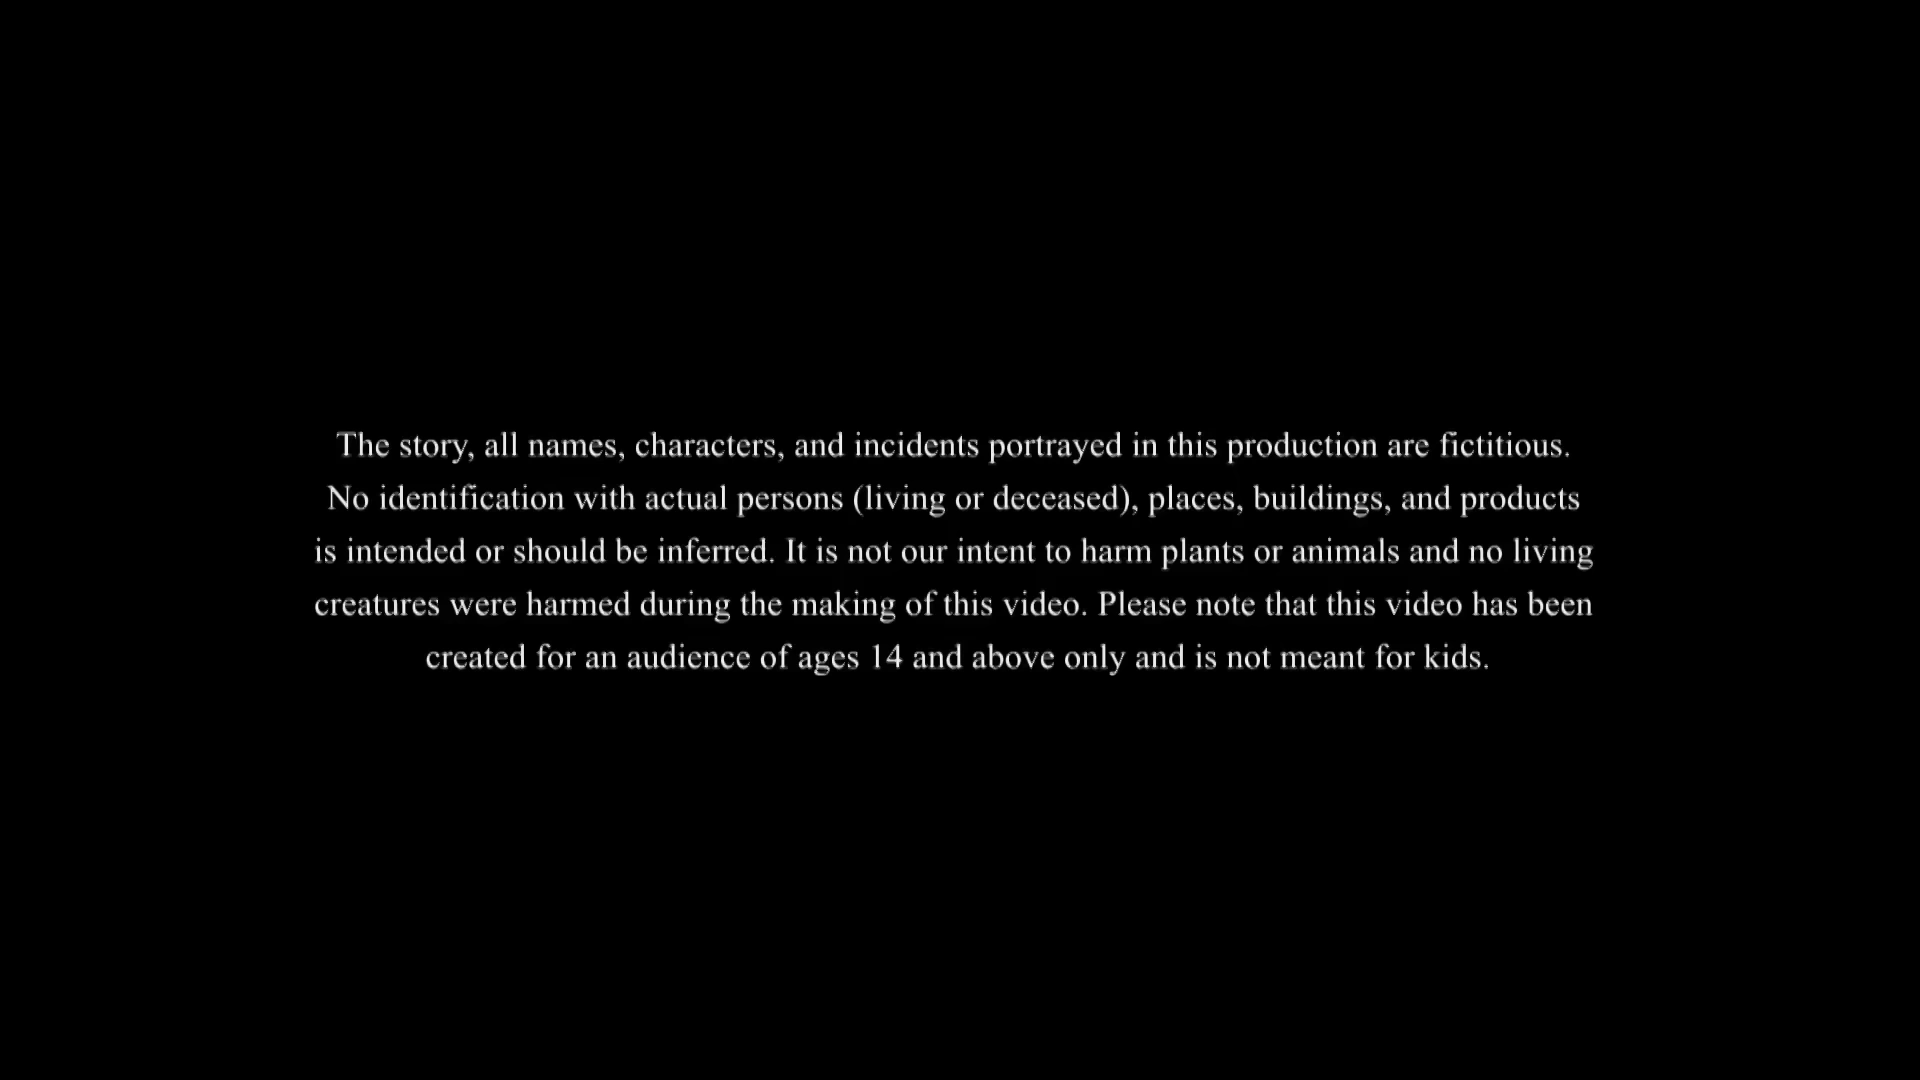 The story, all names, characters, and incidents portrayed in this production are fictitious.
No identification with actual persons (living or deceased), places, buildings, and products
is intended or should be inferred. It is not our intent to harm plants or animals and no living
creatures were harmed during the making of this video. Please note that this video has been
created for an audience of ages 14 and above only and is not meant for kids.